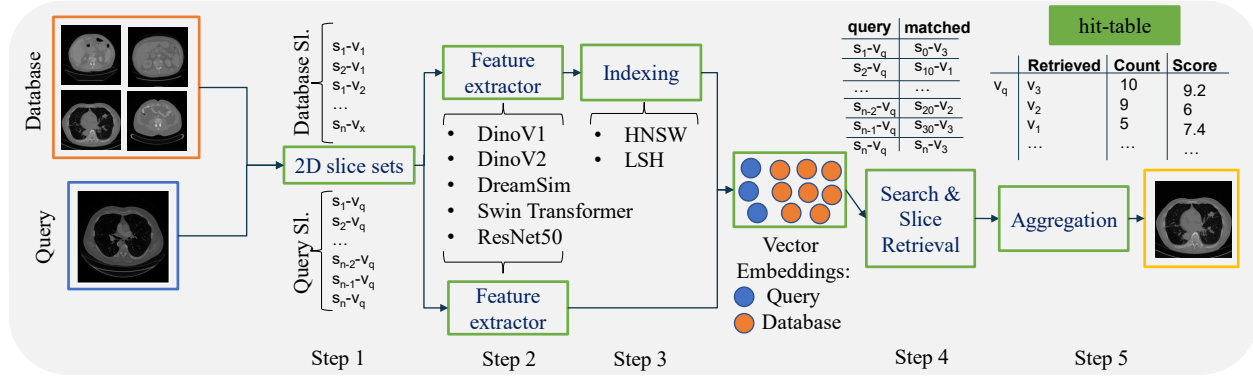 Database
Query
Database Sl.
s1-v1
s2-v1
s1-v2
...
sn-vx
2D slice sets
Query Sl.
s1-vq
s2-vq
...
sn-2-vq
sn-1-vq
sn-vq
Step 1
Feature
extractor
• DinoV1
• DinoV2
• DreamSim
• Swin Transformer
• ResNet50
Feature
extractor
Step 2
Indexing
• HNSW
• LSH
Step 3
Vector
Embeddings:
Query
Database
query matched
s1-vq s0-v3
s2-vq s10-v1
... ...
sn-2-vq s20-v2
sn-1-vq s30-v3
sn-vq sn-v3
Search &
Slice
Retrieval
Step 4
hit-table
Retrieved Count Score
vq v3 10 9.2
v2 9 6
v1 5 7.4
... ... ...
Aggregation
Step 5